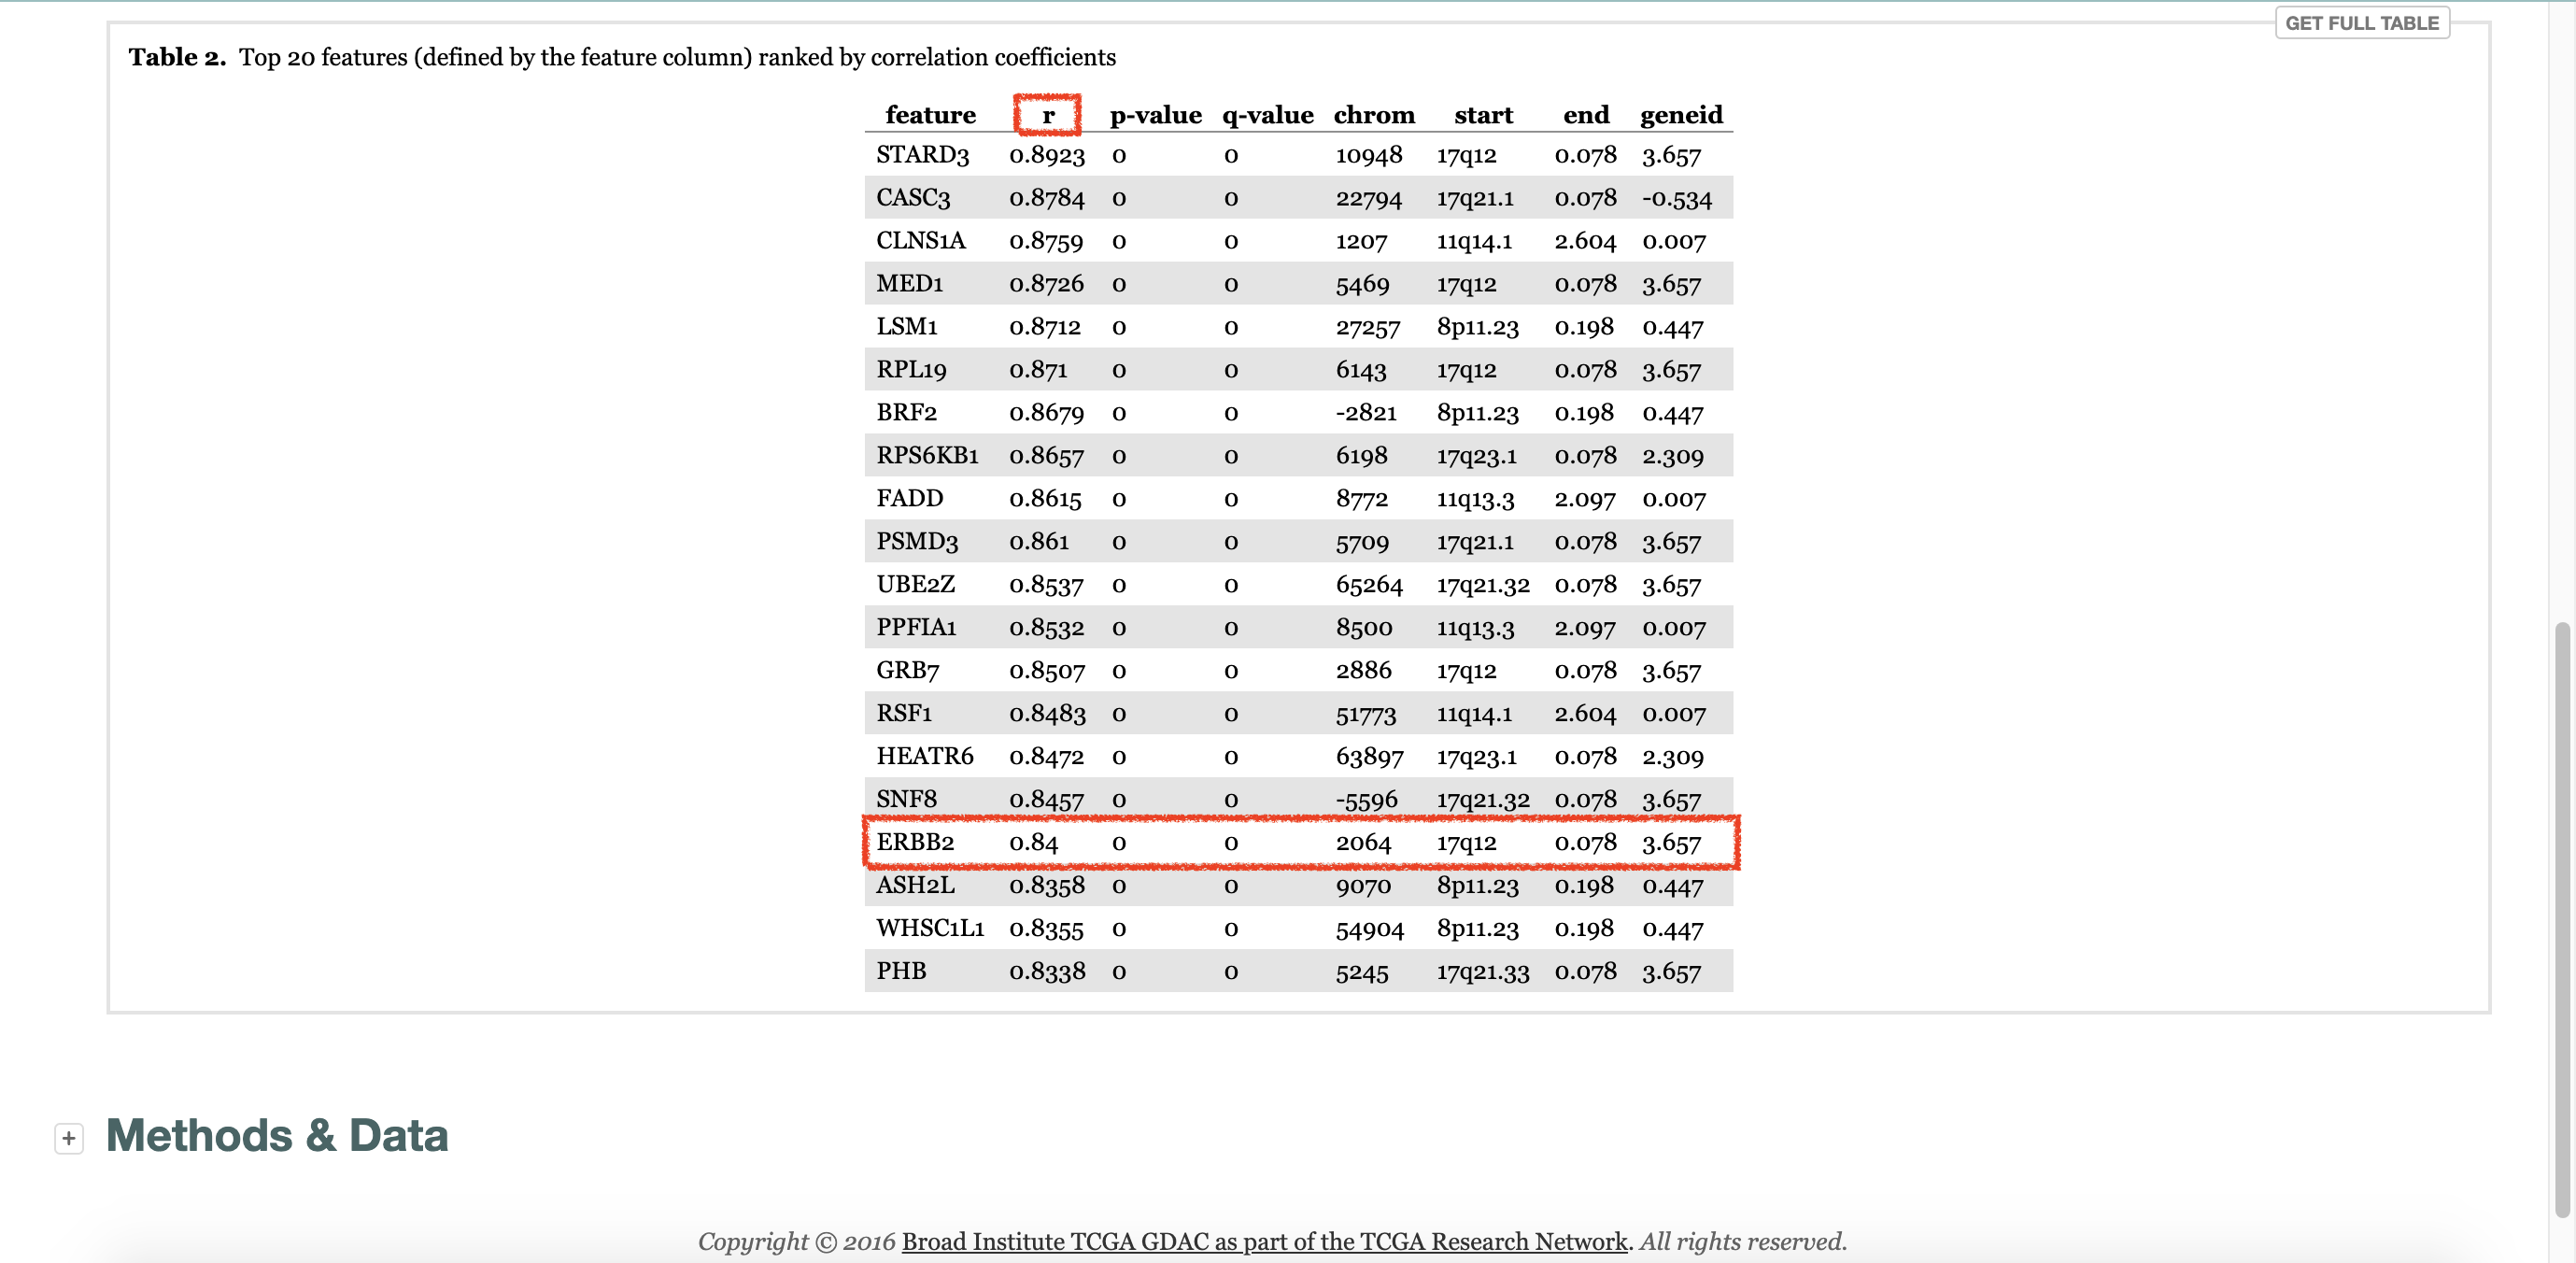 GET FULL TABLE
Table 2. Top 20 features (defined by the feature column) ranked by correlation coefficients
feature r p-value q-value chrom start end geneid
STARD3 0.8923 0 0 10948 17q12 0.078 3.657
CASC3 0.8784 0 0 22794 17q21.1 0.078 -0.534
CLNS1A 0.8759 0 0 1207 11q14.1 2.604 0.007
MED1 0.8726 0 0 5469 17q12 0.078 3.657
LSM1 0.8712 0 0 27257 8p11.23 0.198 0.447
RPL19 0.871 0 0 6143 17q12 0.078 3.657
BRF2 0.8679 0 0 -2821 8p11.23 0.198 0.447
RPS6KB1 0.8657 0 0 6198 17q23.1 0.078 2.309
FADD 0.8615 0 0 8772 11q13.3 2.097 0.007
PSMD3 0.861 0 0 5709 17q21.1 0.078 3.657
UBE2Z 0.8537 0 0 65264 17q21.32 0.078 3.657
PPFIA1 0.8532 0 0 8500 11q13.3 2.097 0.007
GRB7 0.8507 0 0 2886 17q12 0.078 3.657
RSF1 0.8483 0 0 51773 11q14.1 2.604 0.007
HEATR6 0.8472 0 0 63897 17q23.1 0.078 2.309
SNF8 0.8457 0 0 -5596 17q21.32 0.078 3.657
ERBB2 0.84 0 0 2064 17q12 0.078 3.657
ASH2L 0.8358 0 0 9070 8p11.23 0.198 0.447
WHSC1L1 0.8355 0 0 54904 8p11.23 0.198 0.447
PHB 0.8338 0 0 5245 17q21.33 0.078 3.657
+ Methods & Data
Copyright © 2016 Broad Institute TCGA GDAC as part of the TCGA Research Network. All rights reserved.